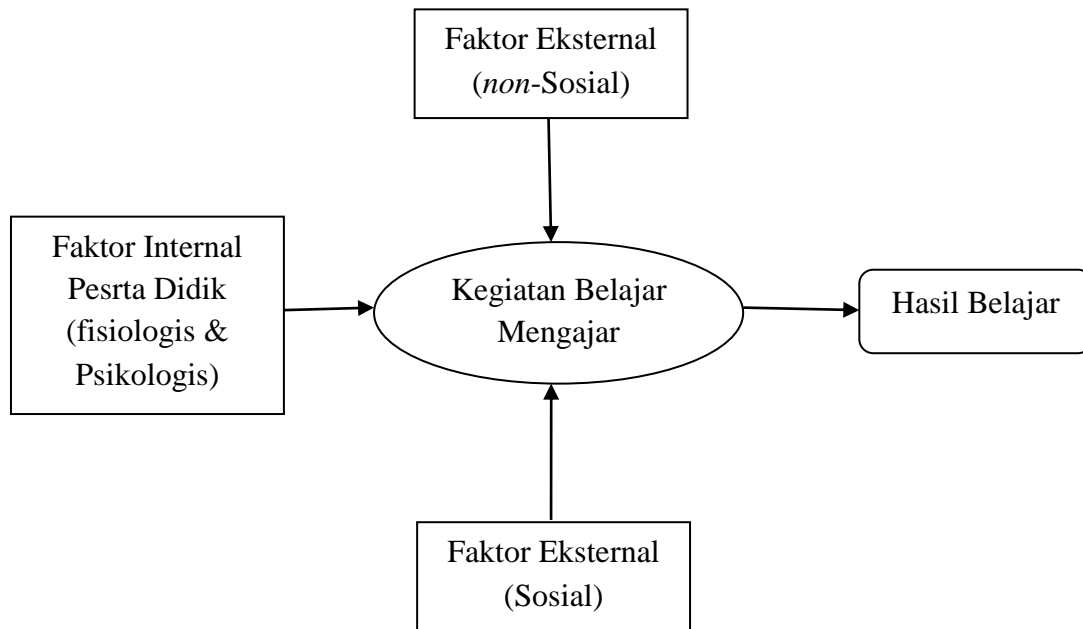 Faktor Eksternal
(non-Sosial)
Faktor Internal
Pesrta Didik
(fisiologis &
Psikologis)
Kegiatan Belajar
Mengajar
Hasil Belajar
Faktor Eksternal
(Sosial)